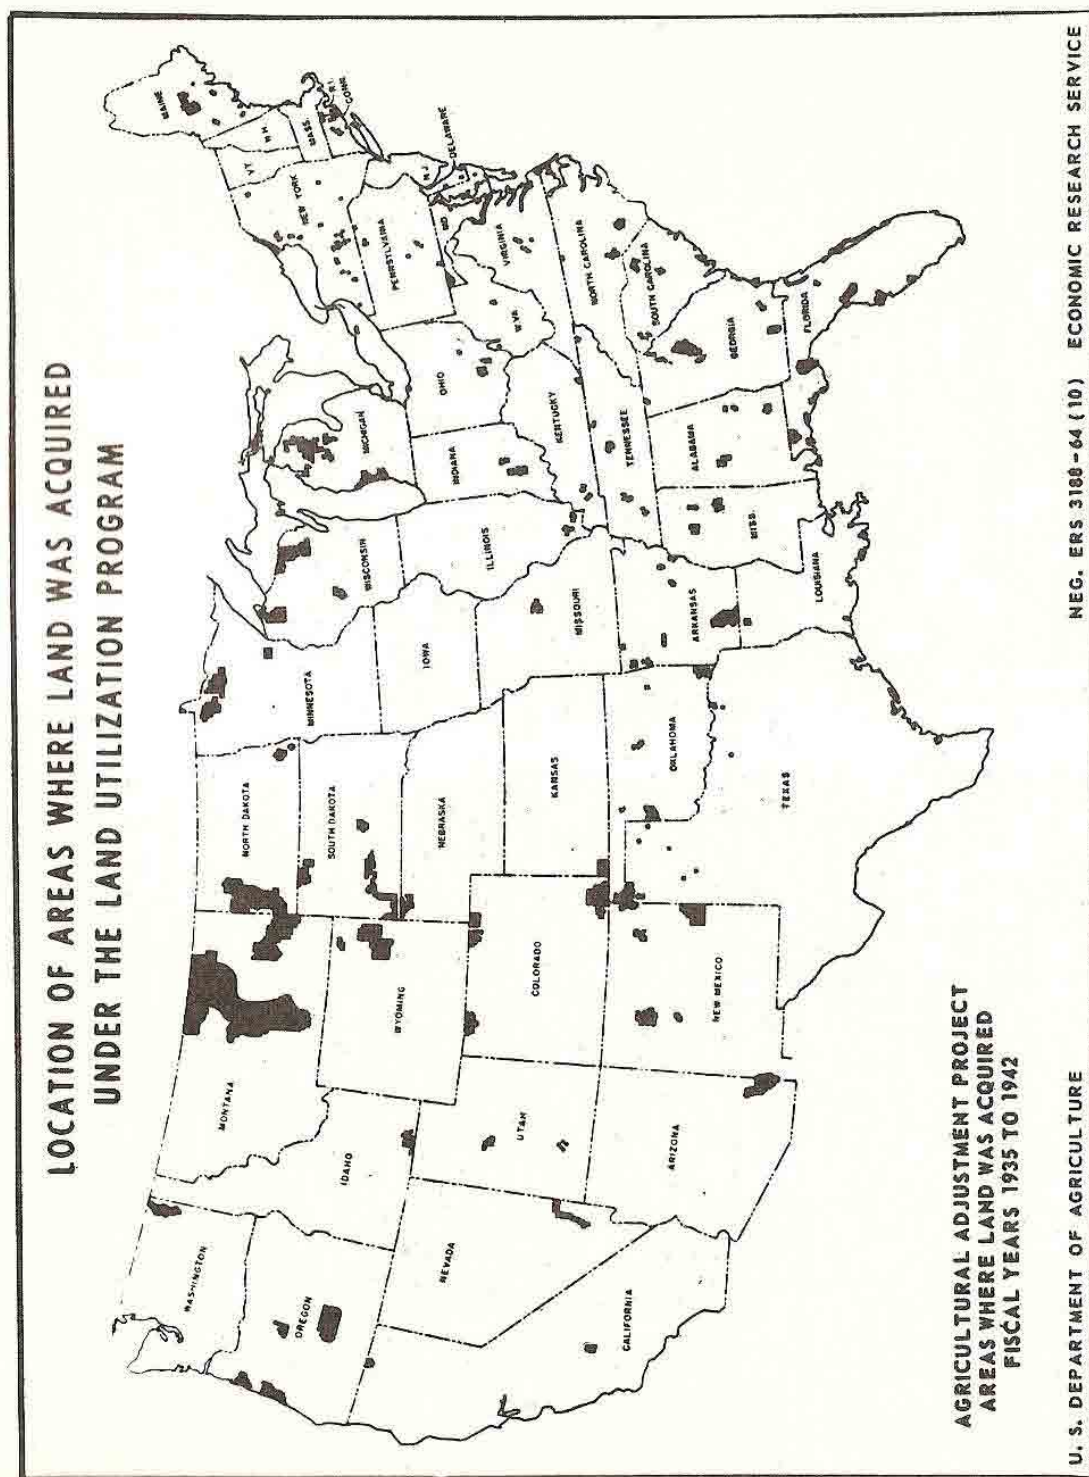 LOCATION OF AREAS WHERE LAND WAS ACQUIRED
UNDER THE LAND UTILIZATION PROGRAM
WASHINGTON
OREGON
CALIFORNIA
NEVADA
IDAHO
MONTANA
WYOMING
UTAH
ARIZONA
COLORADO
NEW MEXICO
NORTH DAKOTA
SOUTH DAKOTA
NEBRASKA
KANSAS
OKLAHOMA
TEXAS
MINNESOTA
IOWA
MISSOURI
ARKANSAS
LOUISIANA
WISCONSIN
ILLINOIS
MICHIGAN
INDIANA
OHIO
KENTUCKY
TENNESSEE
MISS.
ALABAMA
GEORGIA
FLORIDA
SOUTH CAROLINA
NORTH CAROLINA
VIRGINIA
W.VA.
MD.
DELAWARE
N.J.
PENNSYLVAINA
NEW YORK
VT.
N.H.
MAINE
MASS.
R.I.
CONN.
AGRICULTURAL ADJUSTMENT PROJECT
AREAS WHERE LAND WAS ACQUIRED
FISCAL YEARS 1935 TO 1942
U. S. DEPARTMENT OF AGRICULTURE
NEG. ERS 3188-64 (10) ECONOMIC RESEARCH SERVICE